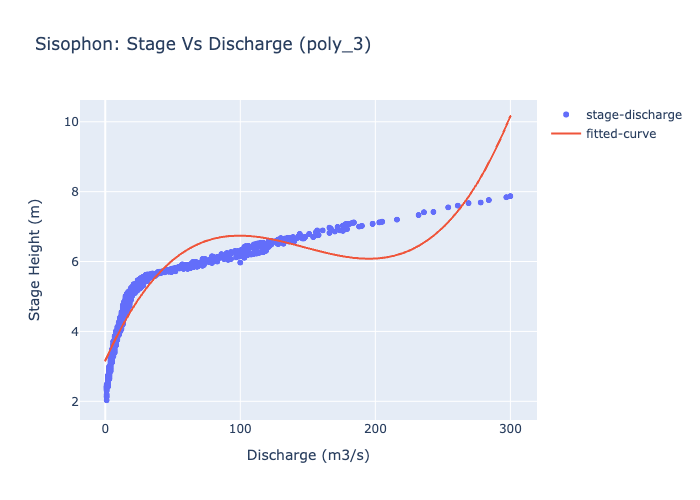 Sisophon: Stage Vs Discharge (poly_3)
stage-discharge
fitted-curve
10
8
6
4
2
Stage Height (m)
0
100
200
300
Discharge (m3/s)